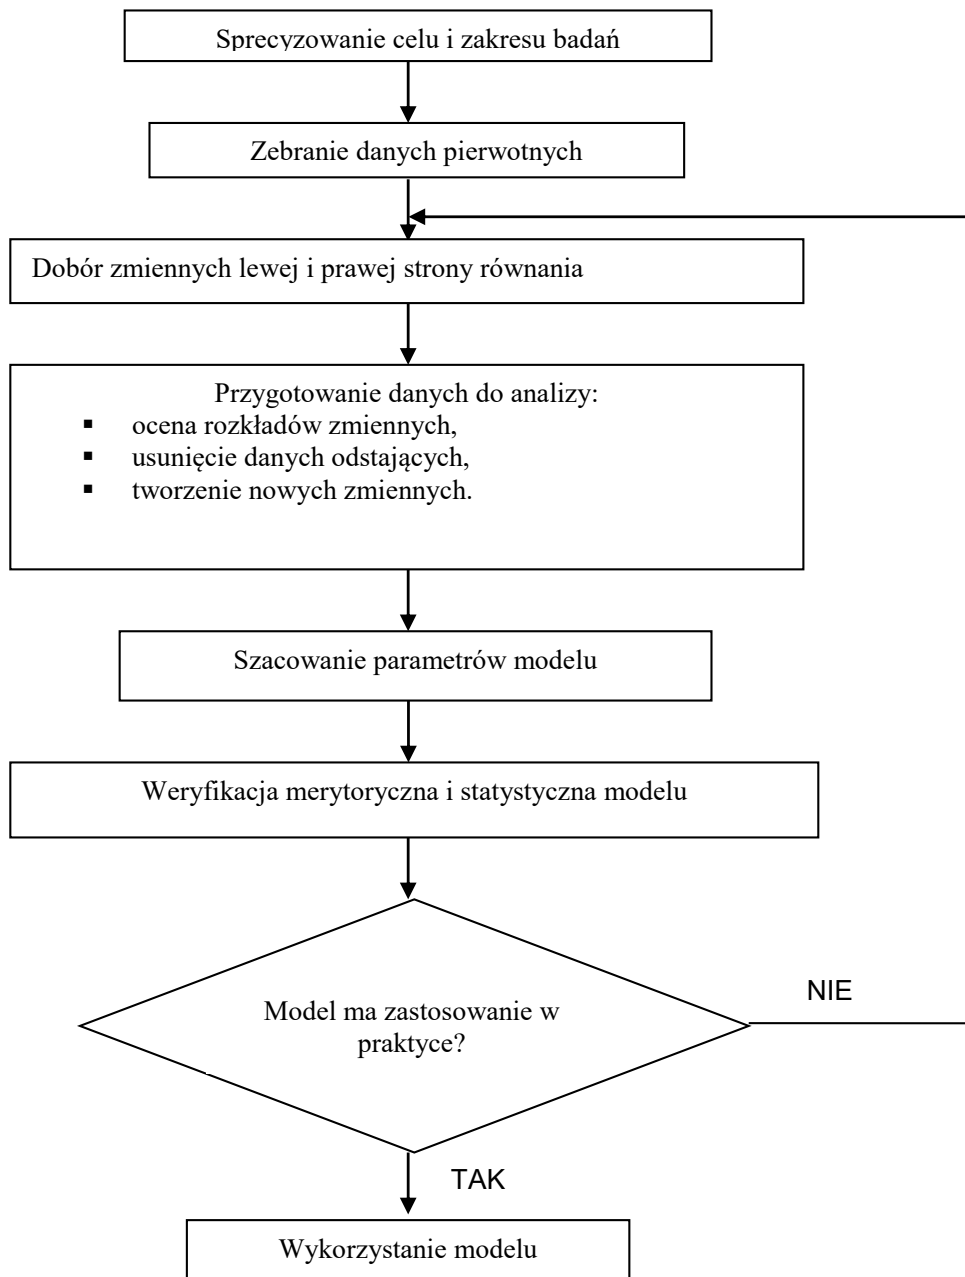 Sprecyzowanie celu i zakresu badań
Zebranie danych pierwotnych
Dobór zmiennych lewej i prawej strony równania
Przygotowanie danych do analizy:
▪ ocena rozkładów zmiennych,
▪ usunięcie danych odstających,
▪ tworzenie nowych zmiennych.
Szacowanie parametrów modelu
Weryfikacja merytoryczna i statystyczna modelu
Model ma zastosowanie w
praktyce?
NIE
TAK
Wykorzystanie modelu